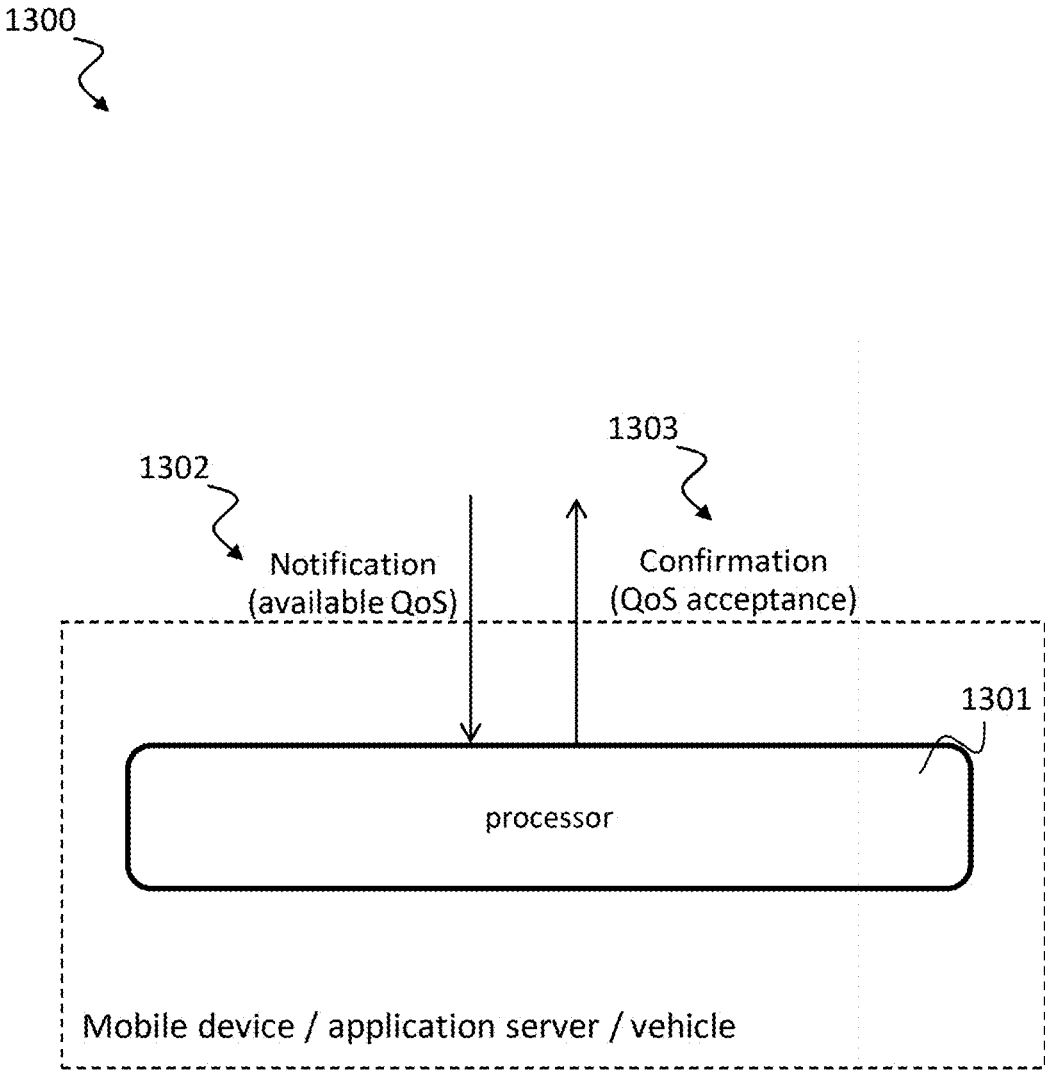 1300
1303
1302
Notification
(available QoS)
Confirmation
(QoS acceptance)
1301
processor
Mobile device / application server / vehicle